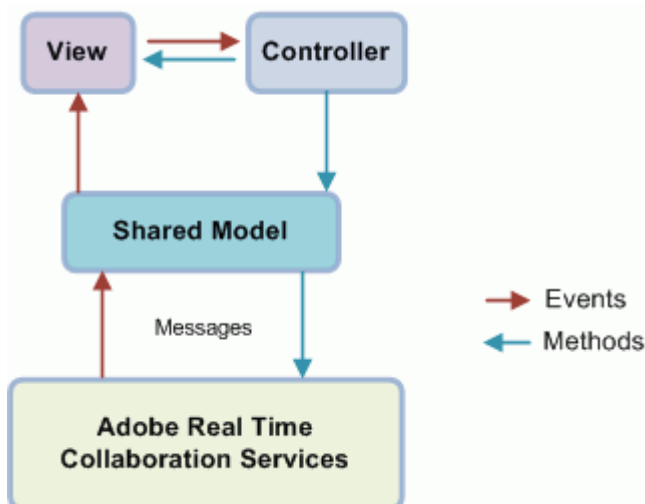 View
Controller
Shared Model
Events
Messages
Methods
Adobe Real Time
Collaboration Services